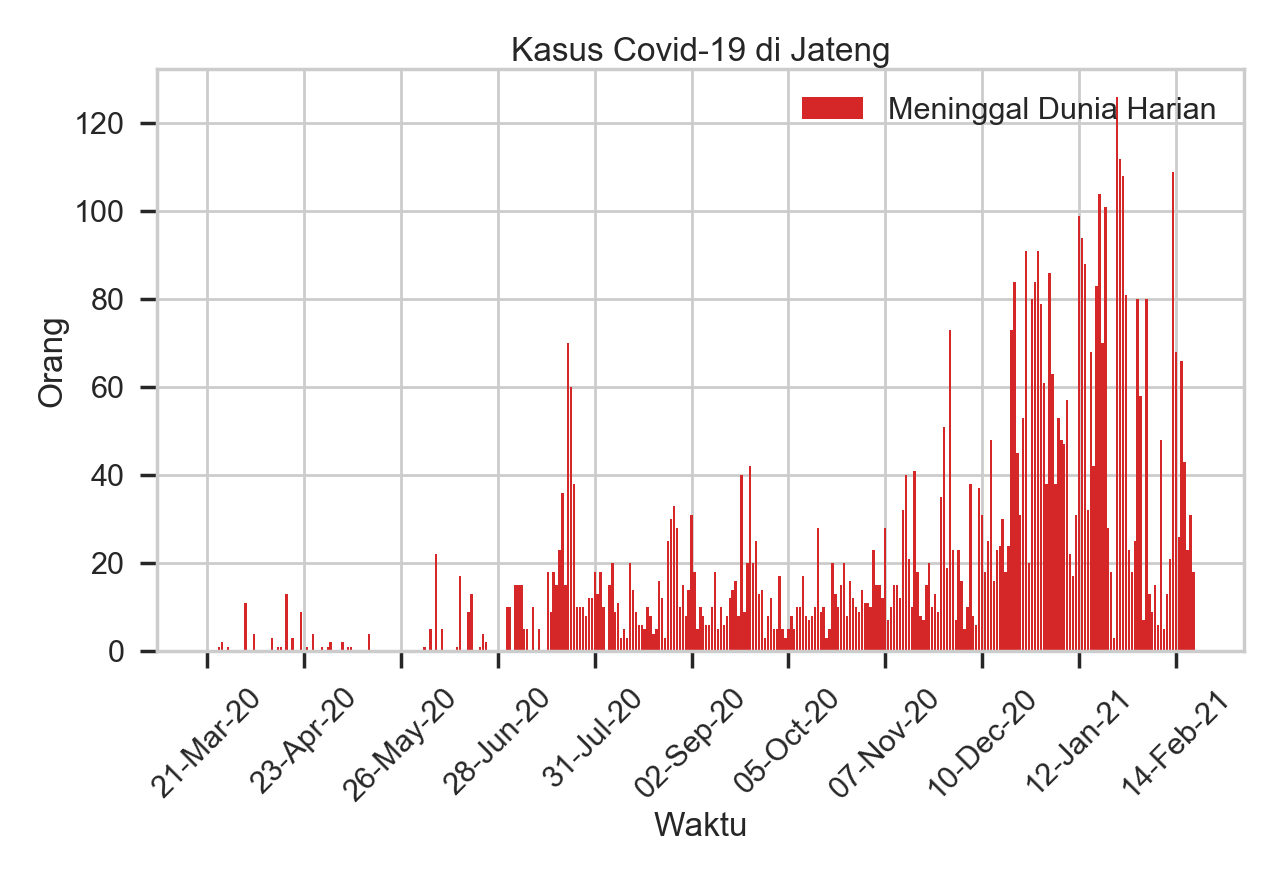 Kasus Covid-19 di Jateng
Meninggal Dunia Harian
120
100
80
60
40
20
0
Orang
21-Mar-20
23-Apr-20
26-May-20
28-Jun-20
31-Jul-20
02-Sep-20
05-Oct-20
07-Nov-20
10-Dec-20
12-Jan-21
14-Feb-21
Waktu